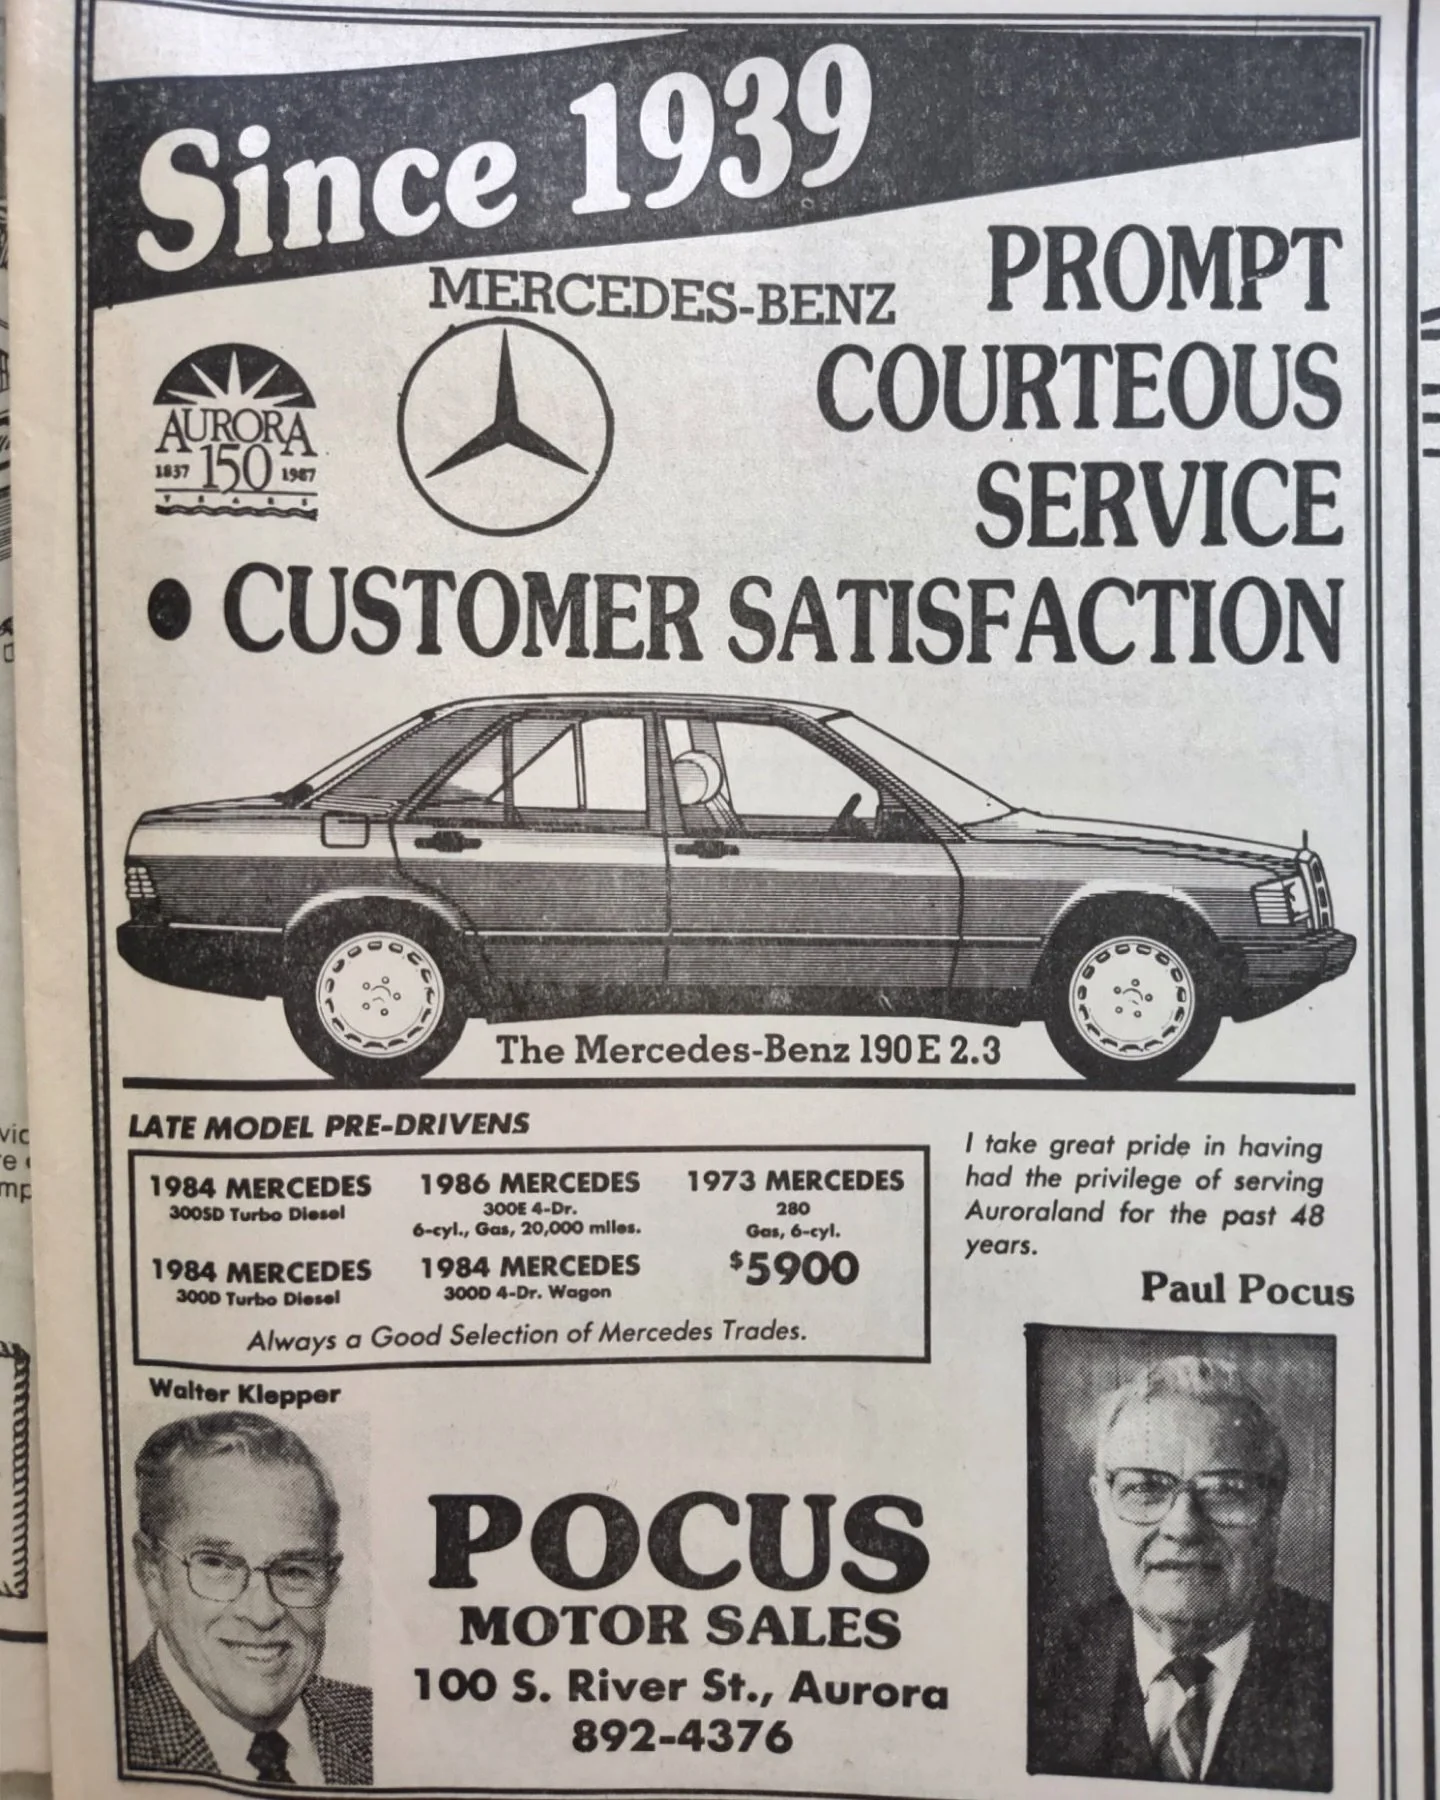 Since 1939
MERCEDES-BENZ
PROMPT
COURTEOUS
SERVICE
AURORA
150
1837
1987
YEARS
• CUSTOMER SATISFACTION
The Mercedes-Benz 190E 2.3
LATE MODEL PRE-DRIVENS
1984 MERCEDES
300SD Turbo Diesel
1984 MERCEDES
300D Turbo Diesel
1986 MERCEDES
300E 4-Dr.
6-cyl., Gas, 20,000 miles.
1984 MERCEDES
300D 4-Dr. Wagon
1973 MERCEDES
280
Gas, 6-cyl.
$5900
Always a Good Selection of Mercedes Trades.
I take great pride in having
had the privilege of serving
Auroraland for the past 48
years.
Paul Pocus
Walter Klepper
POCUS
MOTOR SALES
100 S. River St., Aurora
892-4376